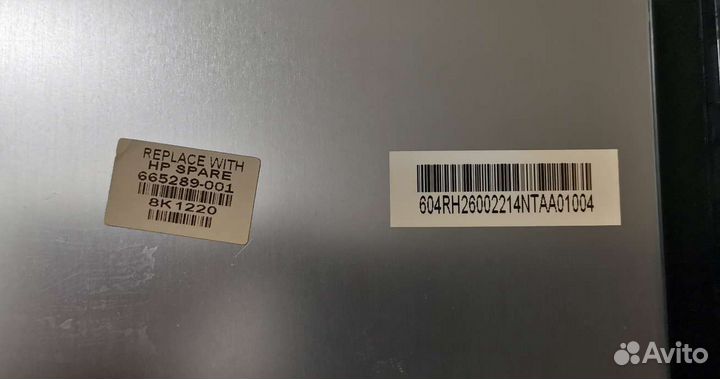 REPLACE WITH
HP SPARE
665289-001
8K1220
604RH26002214NTAA01004
Avito